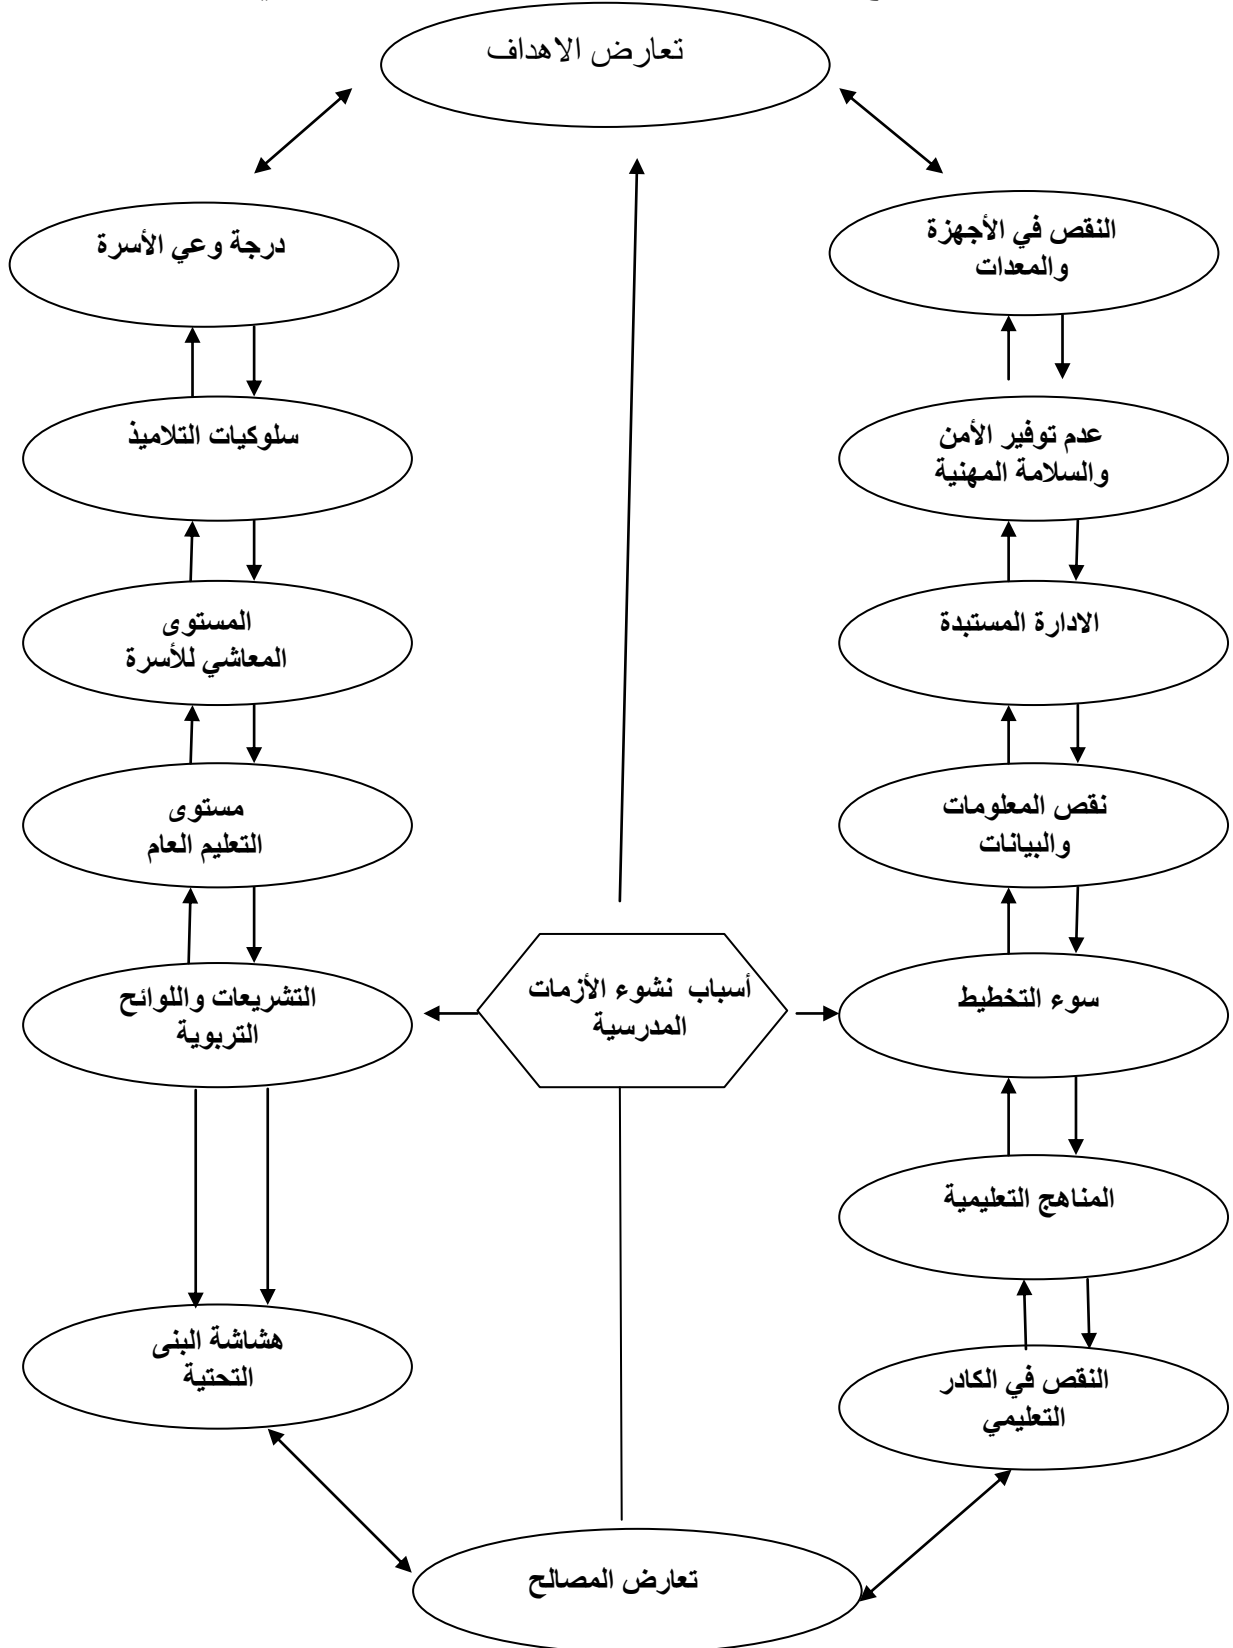 تعارض الاهداف
النقص في الأجهزة
والمعدات
درجة وعي الأسرة
عدم توفير الأمن
والسلامة المهنية
سلوكيات التلاميذ
الادارة المستبدة
المستوى
المعاشي للأسرة
نقص المعلومات
والبيانات
مستوى
التعليم العام
سوء التخطيط
أسباب نشوء الأزمات
المدرسية
التشريعات واللوائح
التربوية
المناهج التعليمية
هشاشة البنى
التحتية
النقص في الكادر
التعليمي
تعارض المصالح